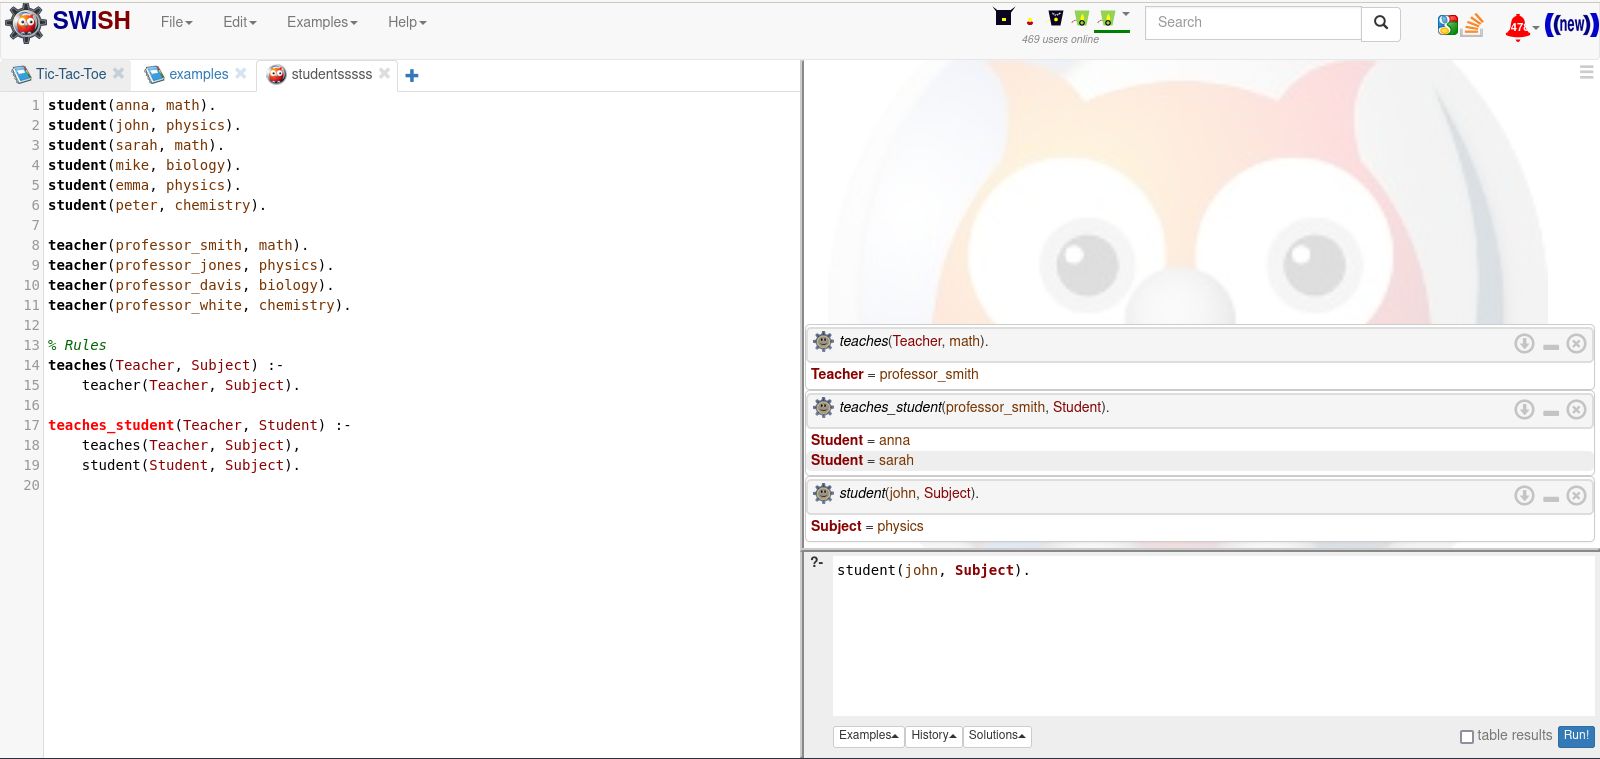 SWISH File Edit Examples Help 469 users online Search 47 ((new))
Tic-Tac-Toe examples studentsssss
1 student(anna, math).
2 student(john, physics).
3 student(sarah, math).
4 student(mike, biology).
5 student(emma, physics).
6 student(peter, chemistry).
7
8 teacher(professor_smith, math).
9 teacher(professor_jones, physics).
10 teacher(professor_davis, biology).
11 teacher(professor_white, chemistry).
12
13 % Rules
14 teaches(Teacher, Subject) :-
15     teacher(Teacher, Subject).
16
17 teaches_student(Teacher, Student) :-
18     teaches(Teacher, Subject),
19     student(Student, Subject).
20
teaches(Teacher, math).
Teacher = professor_smith
teaches_student(professor_smith, Student).
Student = anna
Student = sarah
student(john, Subject).
Subject = physics
?- student(john, Subject).
Examples History Solutions table results Run!